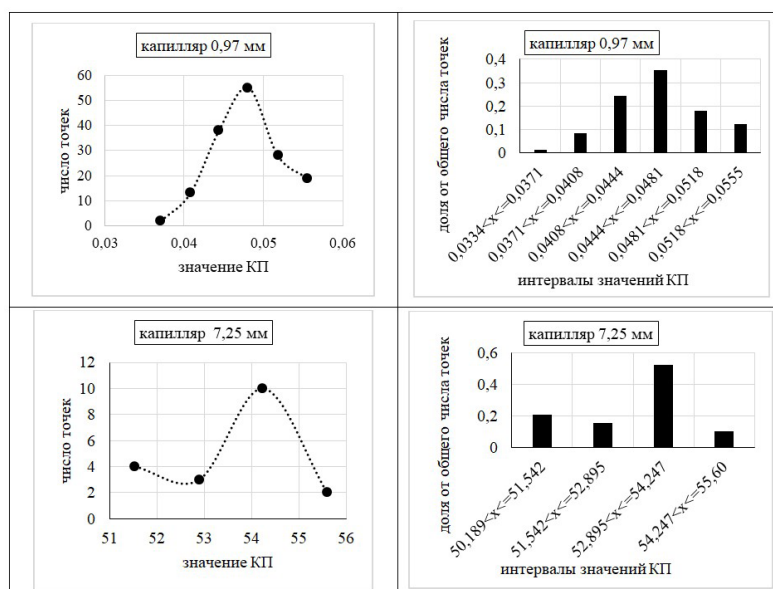 капилляр 0,97 мм
число точек
60
50
40
30
20
10
0
0,03 0,04 0,05 0,06
значение КП
капилляр 0,97 мм
доля от общего числа точек
0,4
0,3
0,2
0,1
0
0,0334<x<=0,0371
0,0371<x<=0,0408
0,0408<x<=0,0444
0,0444<x<=0,0481
0,0481<x<=0,0518
0,0518<x<=0,0555
интервалы значений КП
капилляр 7,25 мм
число точек
12
10
8
6
4
2
0
51 52 53 54 55 56
значение КП
капилляр 7,25 мм
доля от общего числа точек
0,6
0,4
0,2
0
50,189<x<=51,542
51,542<x<=52,895
52,895<x<=54,247
54,247<x<=55,60
интервалы значений КП